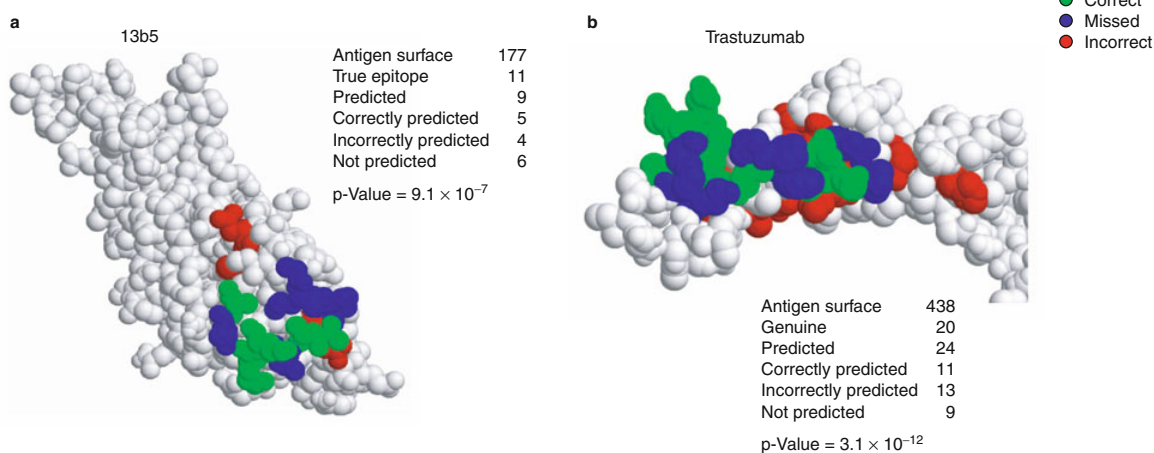 a
13b5
Antigen surface 177
True epitope 11
Predicted 9
Correctly predicted 5
Incorrectly predicted 4
Not predicted 6
p-Value = 9.1 × 10⁻⁷
b
Trastuzumab
Correct
Missed
Incorrect
Antigen surface 438
Genuine 20
Predicted 24
Correctly predicted 11
Incorrectly predicted 13
Not predicted 9
p-Value = 3.1 × 10⁻¹²